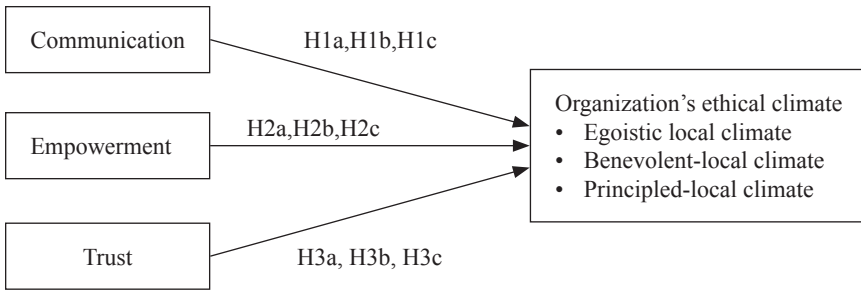 Communication
H1a,H1b,H1c
Organization’s ethical climate
• Egoistic local climate
Empowerment
H2a,H2b,H2c
• Benevolent-local climate
• Principled-local climate
Trust
H3a, H3b, H3c